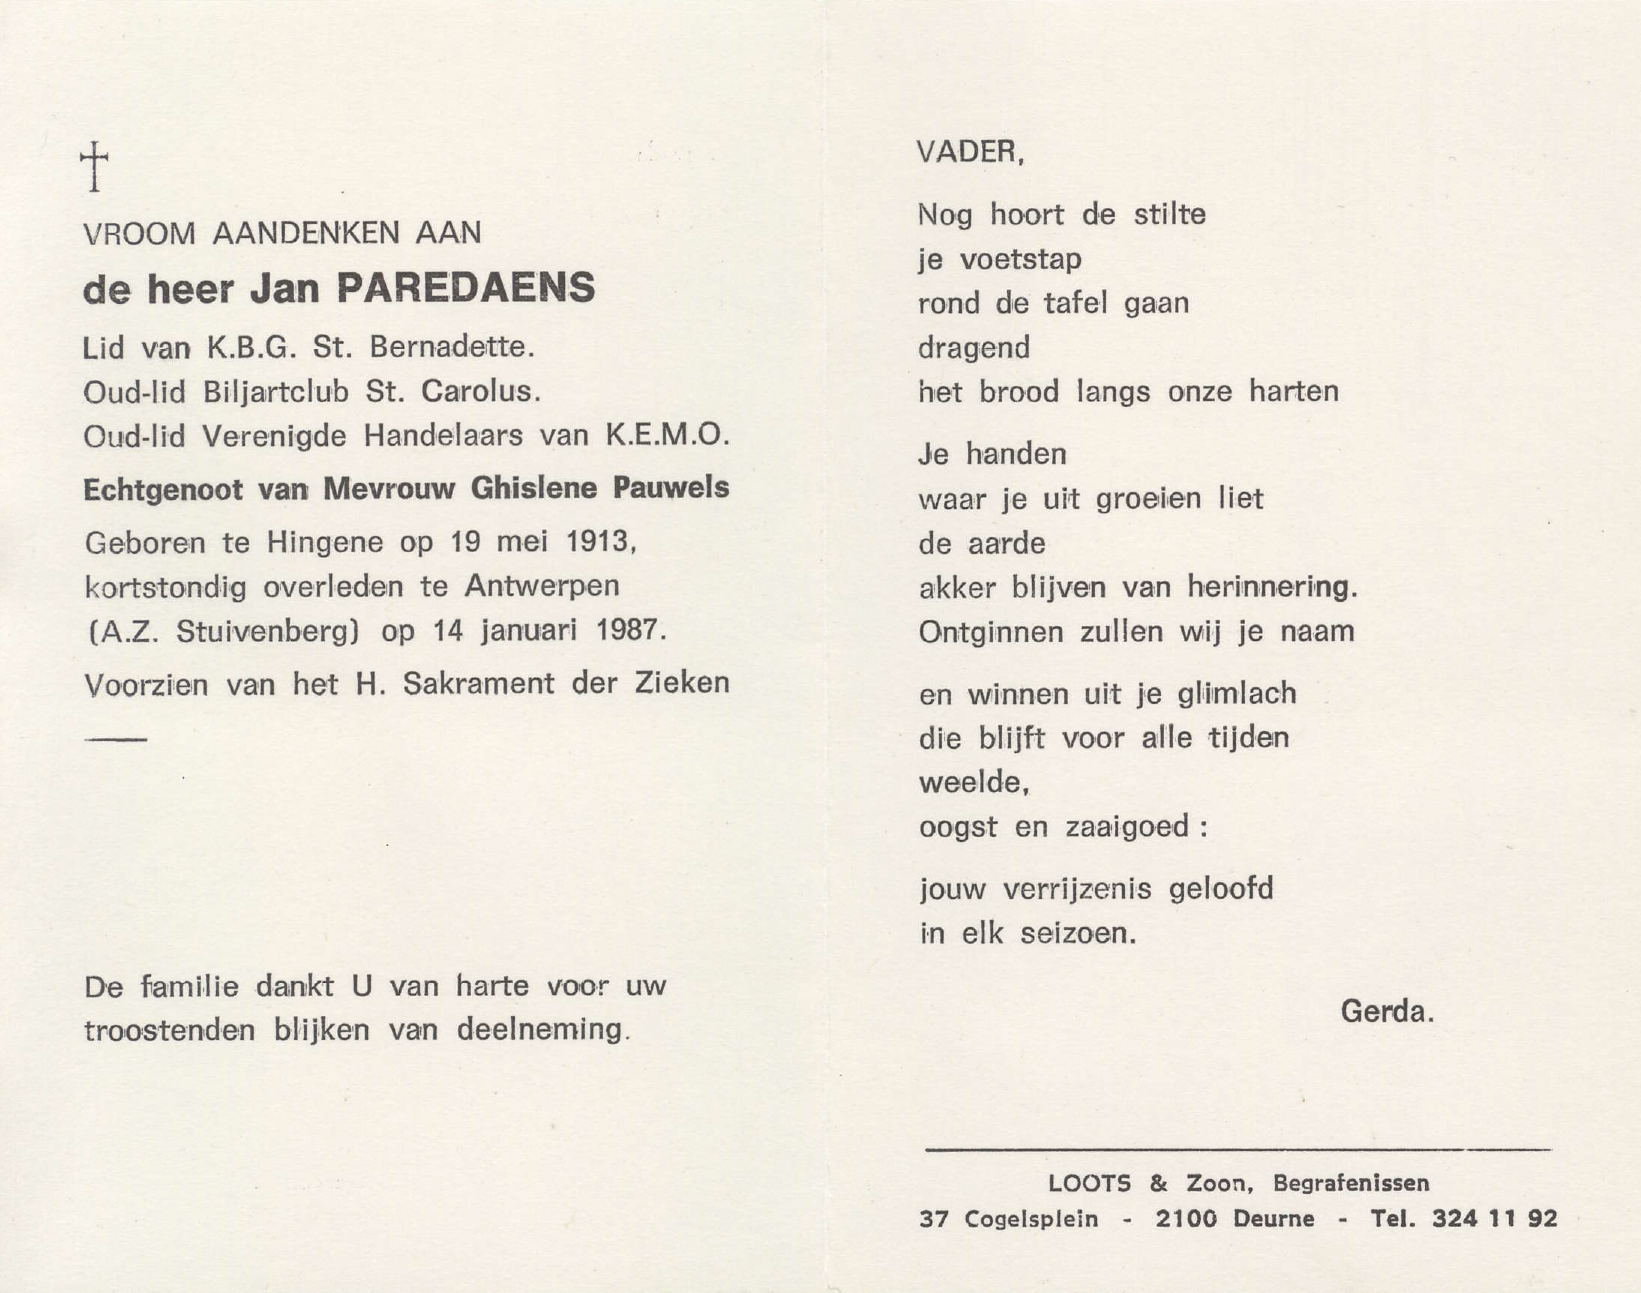 VROOM AANDENKEN AAN
de heer Jan PAREDAENS
Lid van K.B.G. St. Bernadette.
Oud-lid Biljartclub St. Carolus.
Oud-lid Verenigde Handelaars van K.E.M.O.
Echtgenoot van Mevrouw Ghislene Pauwels
Geboren te Hingene op 19 mei 1913,
kortstondig overleden te Antwerpen
(A.Z. Stuivenberg) op 14 januari 1987.
Voorzien van het H. Sakrament der Zieken
De familie dankt U van harte voor uw
troostenden blijken van deelneming.
VADER,
Nog hoort de stilte
je voetstap
rond de tafel gaan
dragend
het brood langs onze harten
Je handen
waar je uit groeien liet
de aarde
akker blijven van herinnering.
Ontginnen zullen wij je naam
en winnen uit je glimlach
die blijft voor alle tijden
weelde,
oogst en zaaigoed :
jouw verrijzenis geloofd
in elk seizoen.
Gerda.
LOOTS & Zoon, Begrafenissen
37 Cogelsplein - 2100 Deurne - Tel. 324 11 92